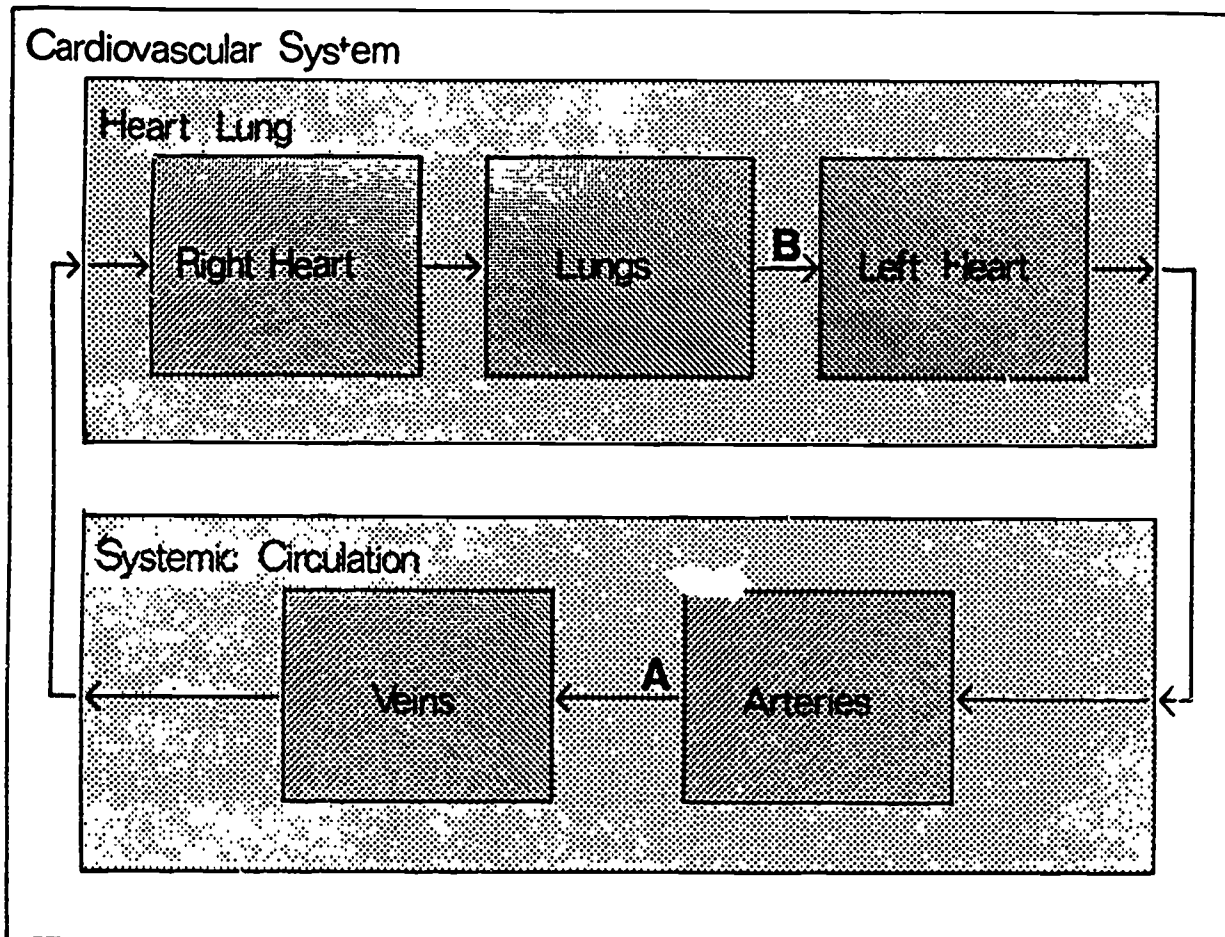 Cardiovascular System
Heart Lung
Right Heart
Lungs
B
Left Heart
Systemic Circulation
Veins
A
Arteries